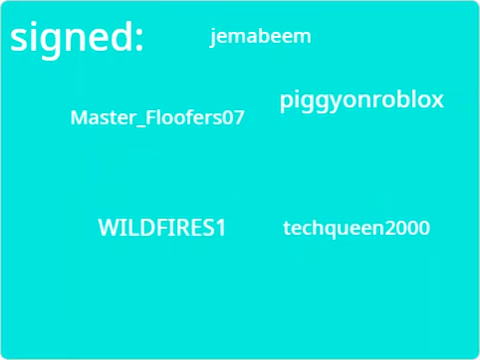 signed:
jemabeem
piggyonroblox
Master_Floofers07
WILDFIRES1
techqueen2000